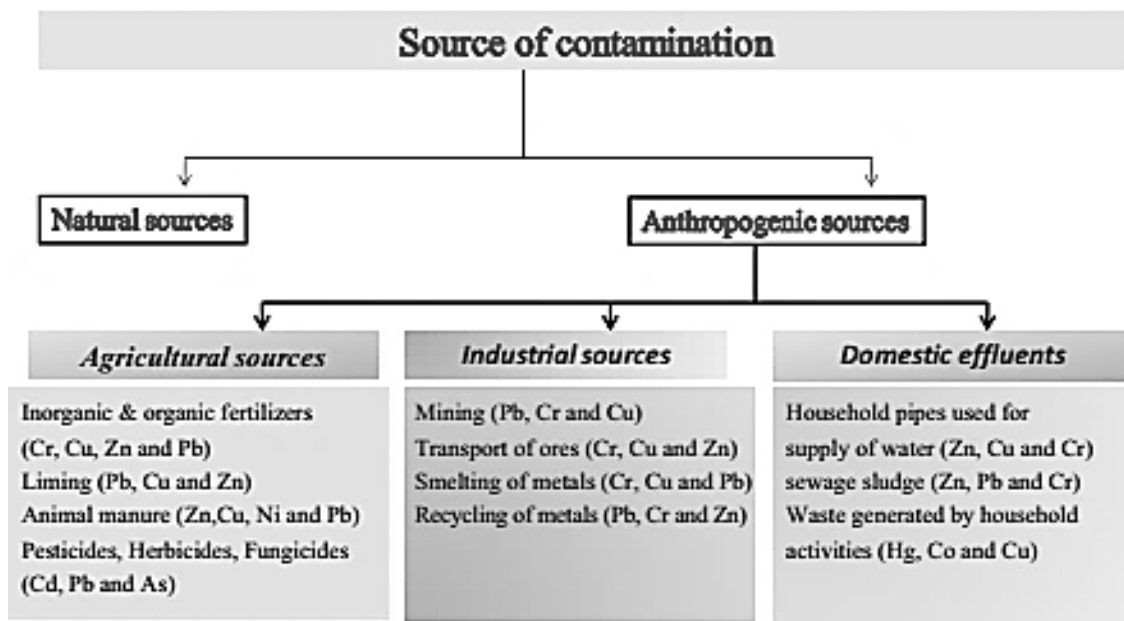 Source of contamination
Natural sources
Anthropogenic sources
Agricultural sources
Inorganic & organic fertilizers
(Cr, Cu, Zn and Pb)
Liming (Pb, Cu and Zn)
Animal manure (Zn,Cu, Ni and Pb)
Pesticides, Herbicides, Fungicides
(Cd, Pb and As)
Industrial sources
Mining (Pb, Cr and Cu)
Transport of ores (Cr, Cu and Zn)
Smelting of metals (Cr, Cu and Pb)
Recycling of metals (Pb, Cr and Zn)
Domestic effluents
Household pipes used for
supply of water (Zn, Cu and Cr)
sewage sludge (Zn, Pb and Cr)
Waste generated by household
activities (Hg, Co and Cu)